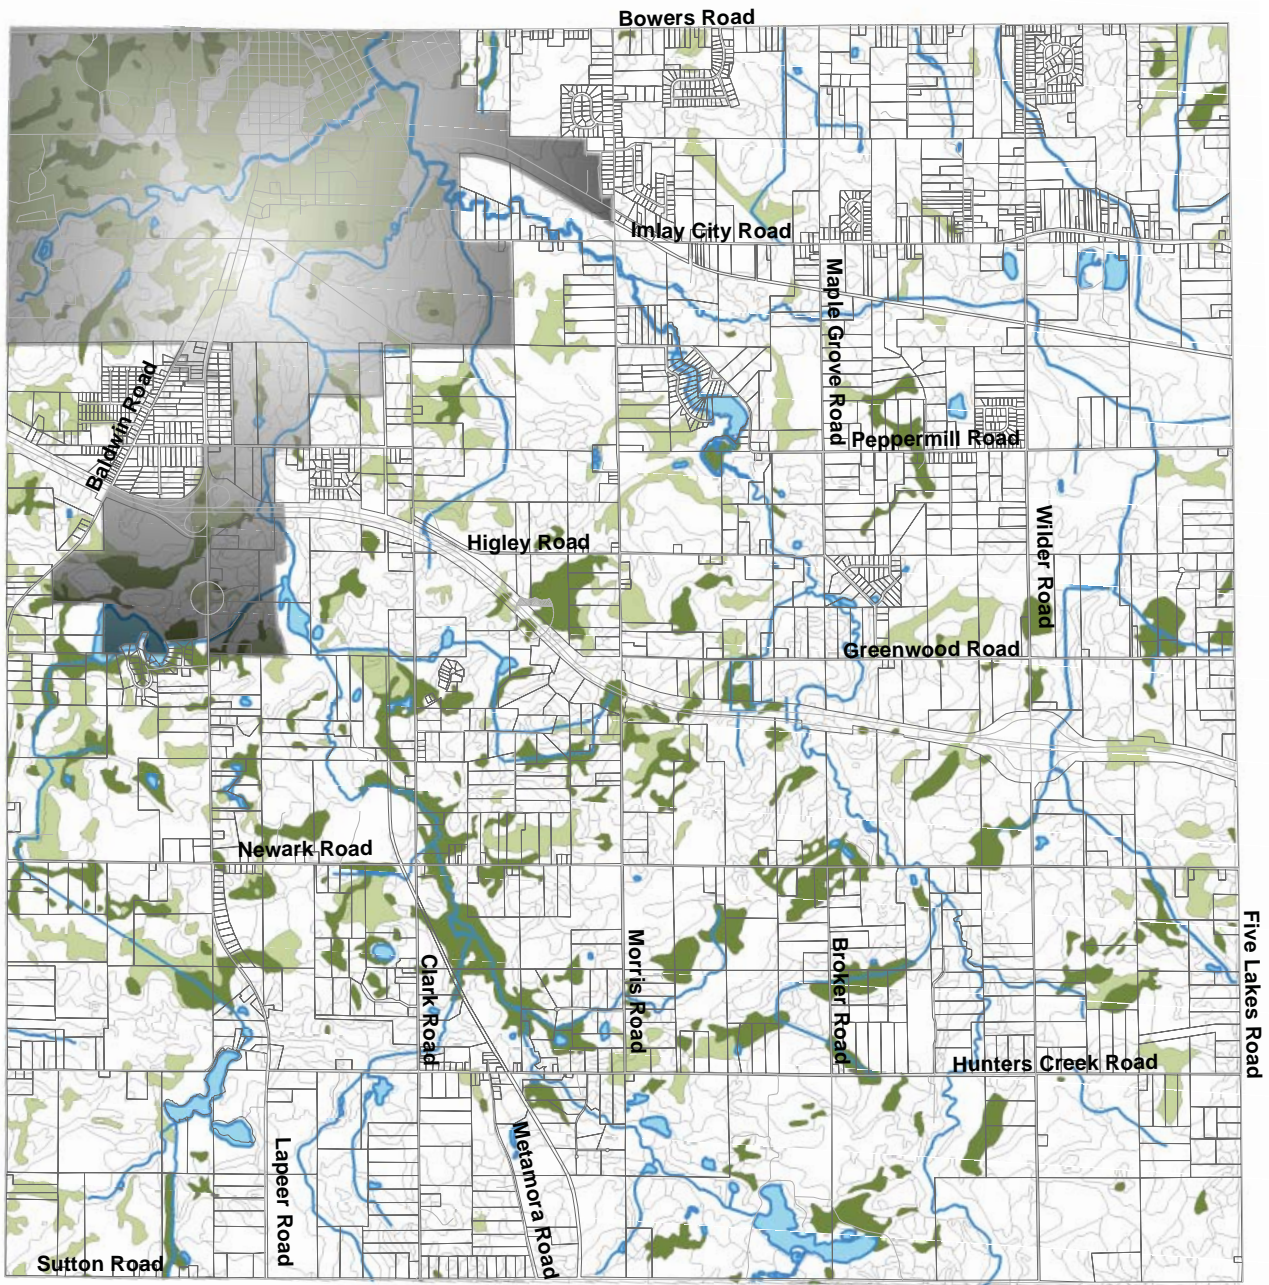 Bowers Road
Imlay City Road
Maple Grove Road
Baldwin Road
Peppermill Road
Higley Road
Wilder Road
Greenwood Road
Newark Road
Five Lakes Road
Morris Road
Broker Road
Clark Road
Hunters Creek Road
Metamora Road
Lapeer Road
Sutton Road